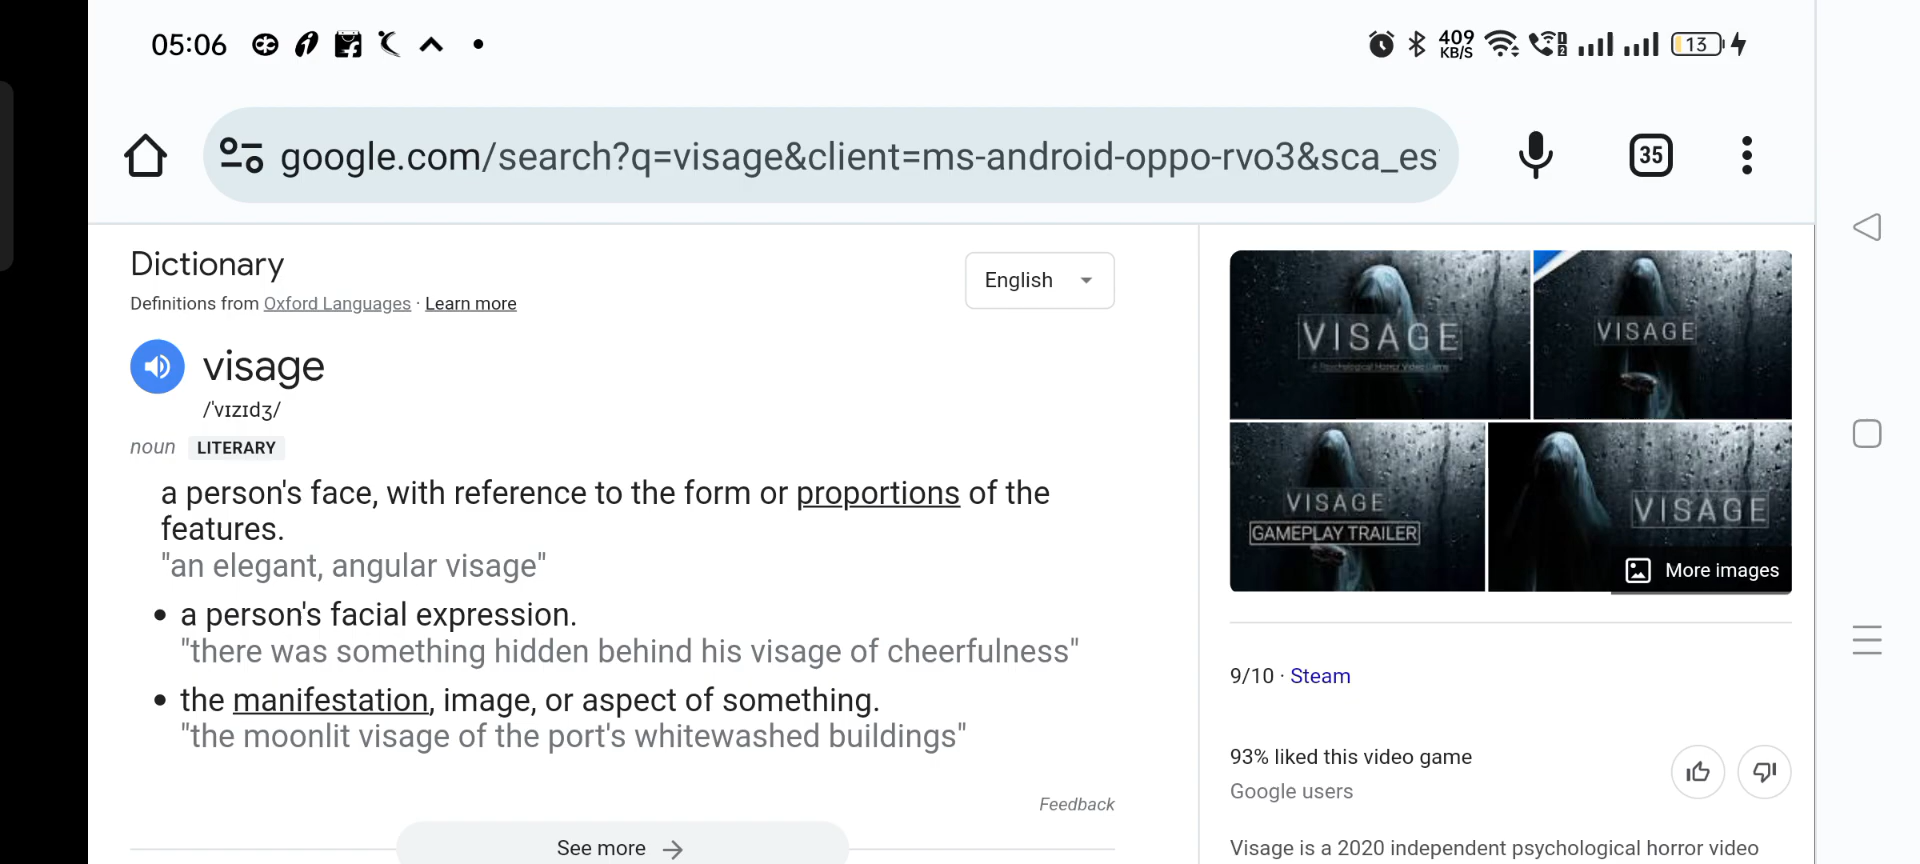 05:06
409
KB/S
13
google.com/search?q=visage&client=ms-android-oppo-rvo3&sca_es
35
Dictionary
English
Definitions from Oxford Languages · Learn more
visage
/ˈvɪzɪdʒ/
noun LITERARY
a person's face, with reference to the form or proportions of the
features.
"an elegant, angular visage"
• a person's facial expression.
"there was something hidden behind his visage of cheerfulness"
• the manifestation, image, or aspect of something.
"the moonlit visage of the port's whitewashed buildings"
Feedback
See more
VISAGE
A Psychological Horror Video Game
VISAGE
VISAGE
GAMEPLAY TRAILER
VISAGE
More images
9/10 · Steam
93% liked this video game
Google users
Visage is a 2020 independent psychological horror video